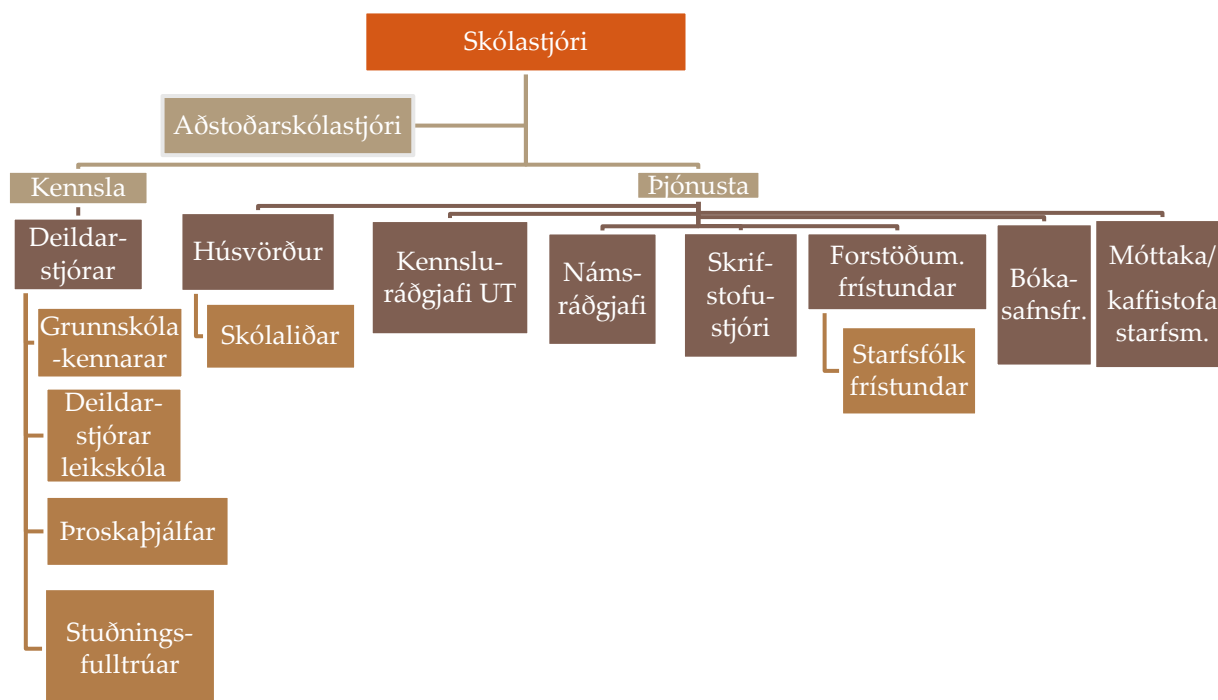 Skólastjóri
Aðstoðarskólastjóri
Kennsla
Þjónusta
Deildar-
stjórar
Húsvörður
Kennslu-
ráðgjafi UT
Náms-
ráðgjafi
Skrif-
stofu-
stjóri
Forstöðum.
frístundar
Bóka-
safnsfr.
Móttaka/
kaffistofa
starfsm.
Grunnskóla
-kennarar
Skólaliðar
Starfsfólk
frístundar
Deildar-
stjórar
leikskóla
Þroskaþjálfar
Stuðnings-
fulltrúar